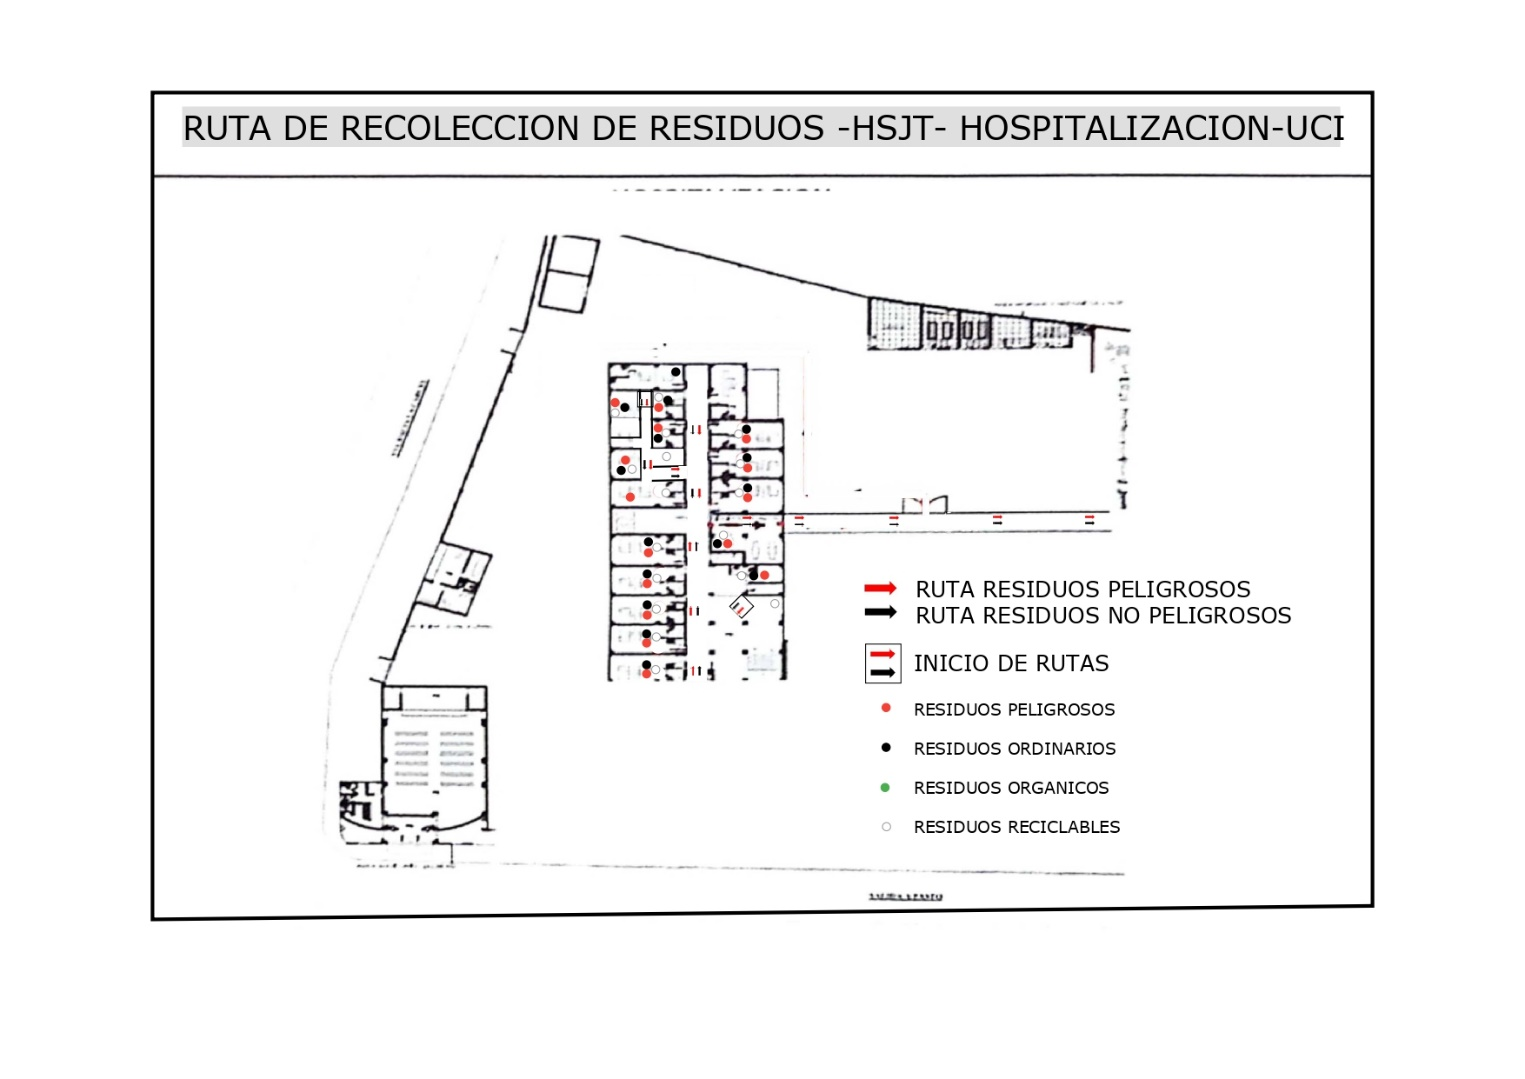 RUTA DE RECOLECCION DE RESIDUOS -HSJT- HOSPITALIZACION-UCI
RUTA RESIDUOS PELIGROSOS
RUTA RESIDUOS NO PELIGROSOS
INICIO DE RUTAS
RESIDUOS PELIGROSOS
RESIDUOS ORDINARIOS
RESIDUOS ORGANICOS
RESIDUOS RECICLABLES